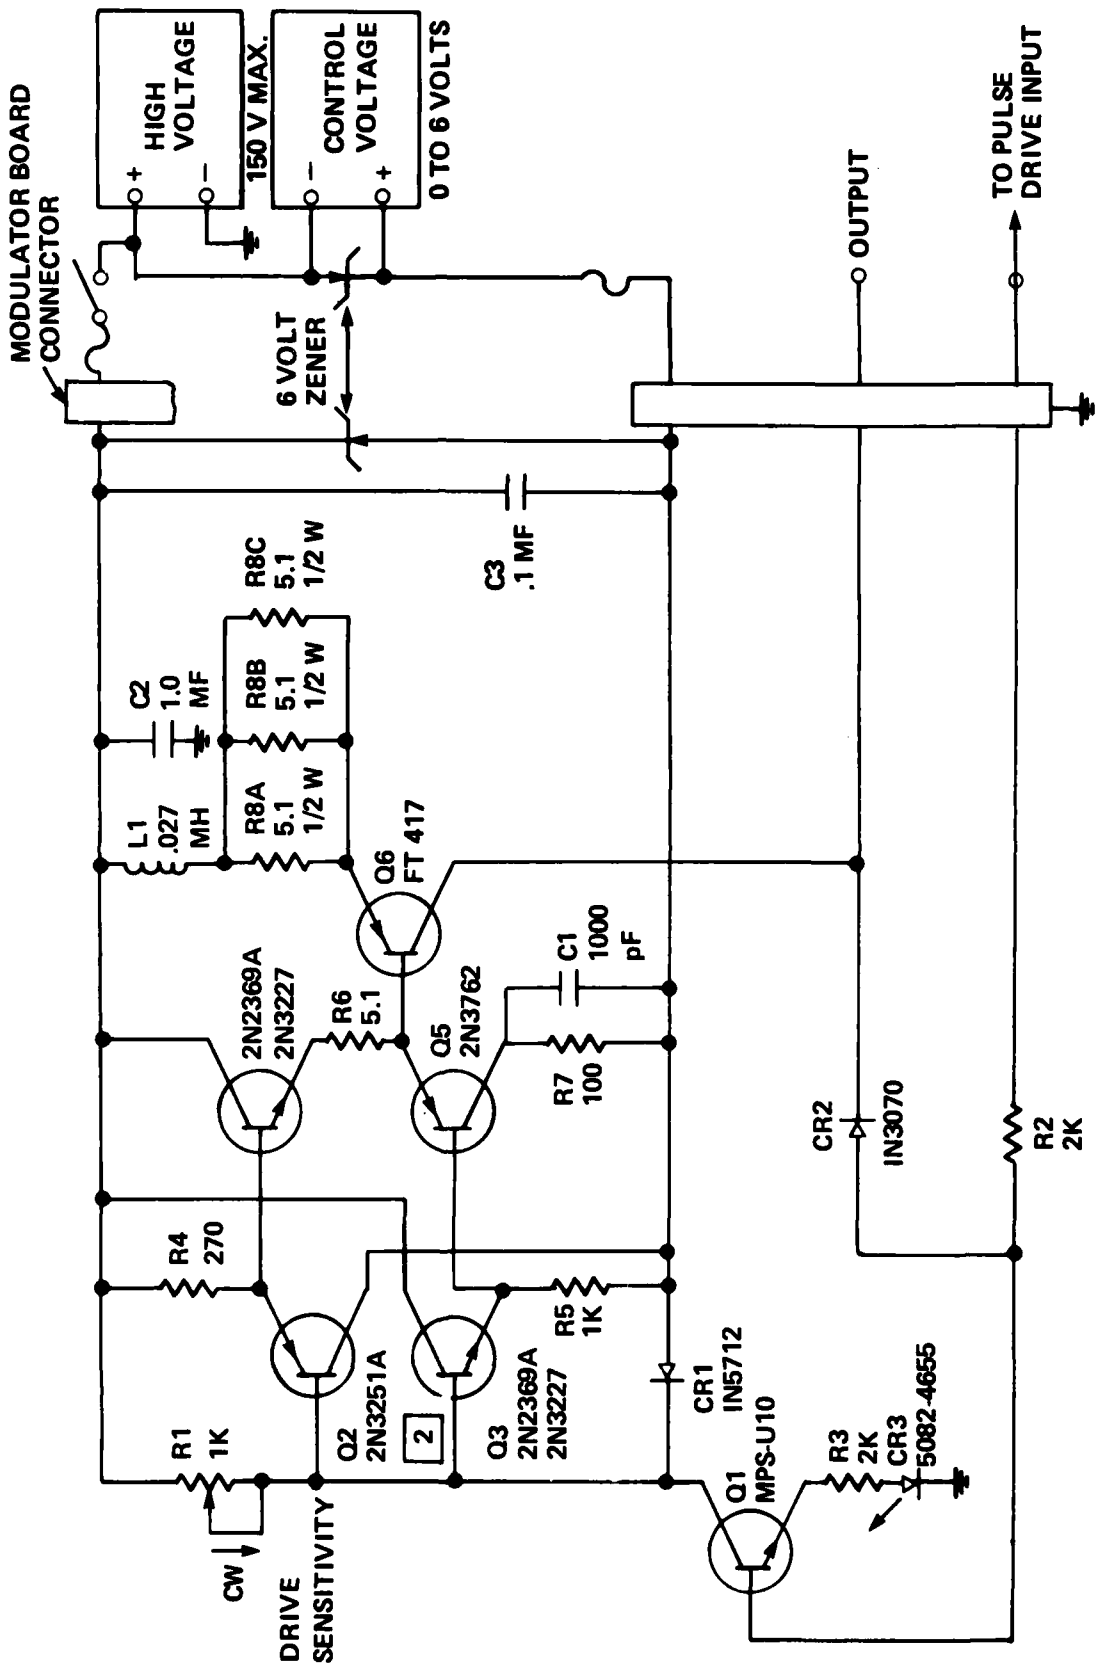 MODULATOR BOARD
CONNECTOR
+
HIGH
VOLTAGE
−
150 V MAX.
−
CONTROL
VOLTAGE
+
0 TO 6 VOLTS
6 VOLT
ZENER
OUTPUT
TO PULSE
DRIVE INPUT
C3
.1 MF
R8C
5.1
1/2 W
R8B
5.1
1/2 W
R8A
5.1
1/2 W
C2
1.0
MF
L1
.027
MH
Q6
FT 417
2N2369A
2N3227
R6
5.1
Q5
2N3762
C1
1000
pF
R7
100
R4
270
R1
1K
CW
DRIVE
SENSITIVITY
Q2
2N3251A
2
Q3
2N2369A
2N3227
R5
1K
CR1
IN5712
CR2
IN3070
R2
2K
Q1
MPS-U10
R3
2K
CR3
5082-4655